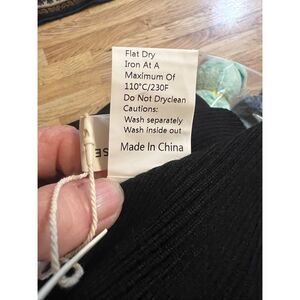 Flat Dry
Iron At A
Maximum Of
110°C/230F
Do Not Dryclean
Cautions:
Wash separately
Wash inside out
Made In China